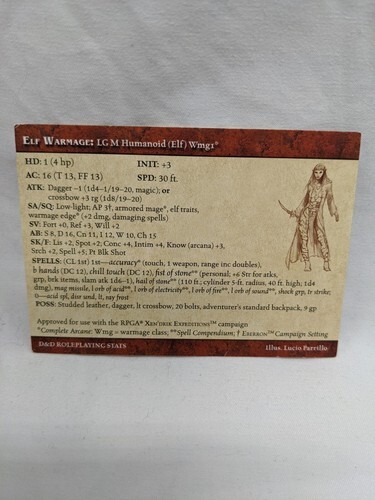 ELF WARMAGE: LG M Humanoid (Elf) Wmg1*
HD: 1 (4 hp) INIT: +3
AC: 16 (T 13, FF 13) SPD: 30 ft.
ATK: Dagger –1 (1d4–1/19–20, magic); or
crossbow +3 rg (1d8/19–20)
SA/SQ: Low-light; AP 3†, armored mage*, elf traits,
warmage edge* (+2 dmg, damaging spells)
SV: Fort +0, Ref +3, Will +2
AB: S 8, D 16, Cn 11, I 12, W 10, Ch 15
SK/F: Lis +2, Spot +2; Conc +4, Intim +4, Know (arcana) +3,
Srch +2, Spell +5; Pt Blk Shot
SPELLS: (CL 1st) 1st—accuracy* (touch, 1 weapon, range inc doubles),
b hands (DC 12), chill touch (DC 12), fist of stone** (personal; +6 Str for atks,
grp, brk items, slam atk 1d6–1), hail of stone** (110 ft.; cylinder 5-ft. radius, 40 ft. high; 1d4
dmg), mag missile, l orb of acid**, l orb of electricity**, l orb of fire**, l orb of sound**, shock grp, tr strike;
0—acid spl, disr und, lt, ray frost
POSS: Studded leather, dagger, lt crossbow, 20 bolts, adventurer's standard backpack, 9 gp
Approved for use with the RPGA® XEN'DRIK EXPEDITIONS™ campaign
*Complete Arcane: Wmg = warmage class; **Spell Compendium; † EBERRON™ Campaign Setting
D&D ROLEPLAYING STATS Illus. Lucio Parrillo